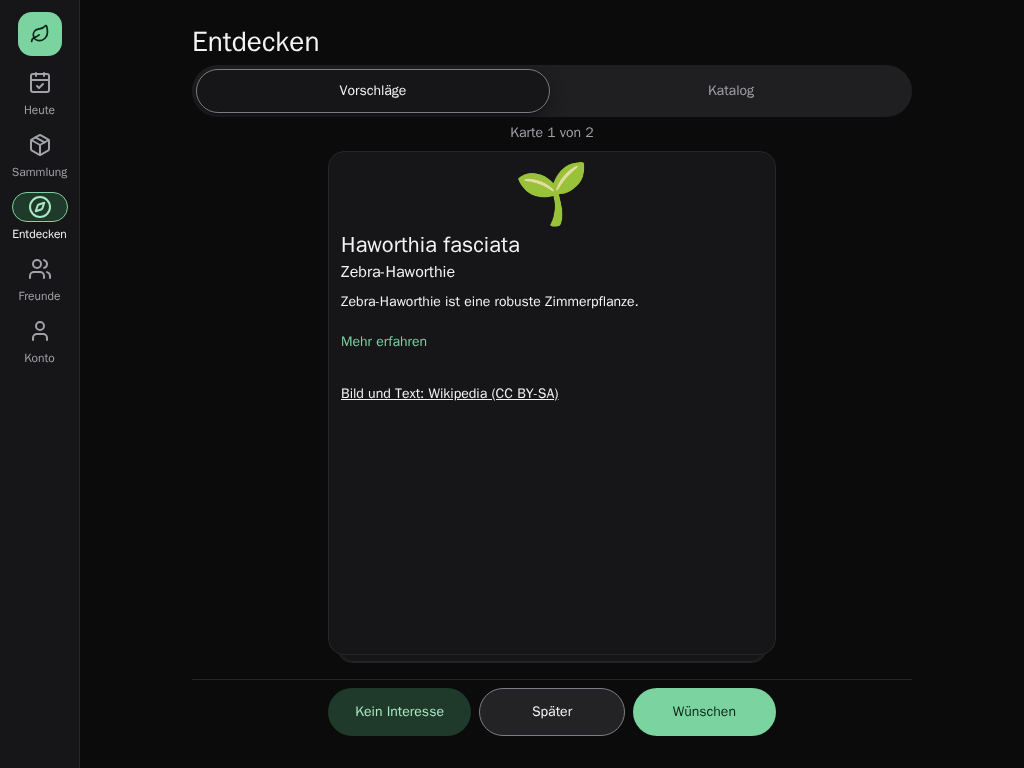 Entdecken
Vorschläge
Katalog
Karte 1 von 2
Heute
Sammlung
Entdecken
Freunde
Konto
Haworthia fasciata
Zebra-Haworthie
Zebra-Haworthie ist eine robuste Zimmerpflanze.
Mehr erfahren
Bild und Text: Wikipedia (CC BY-SA)
Kein Interesse
Später
Wünschen